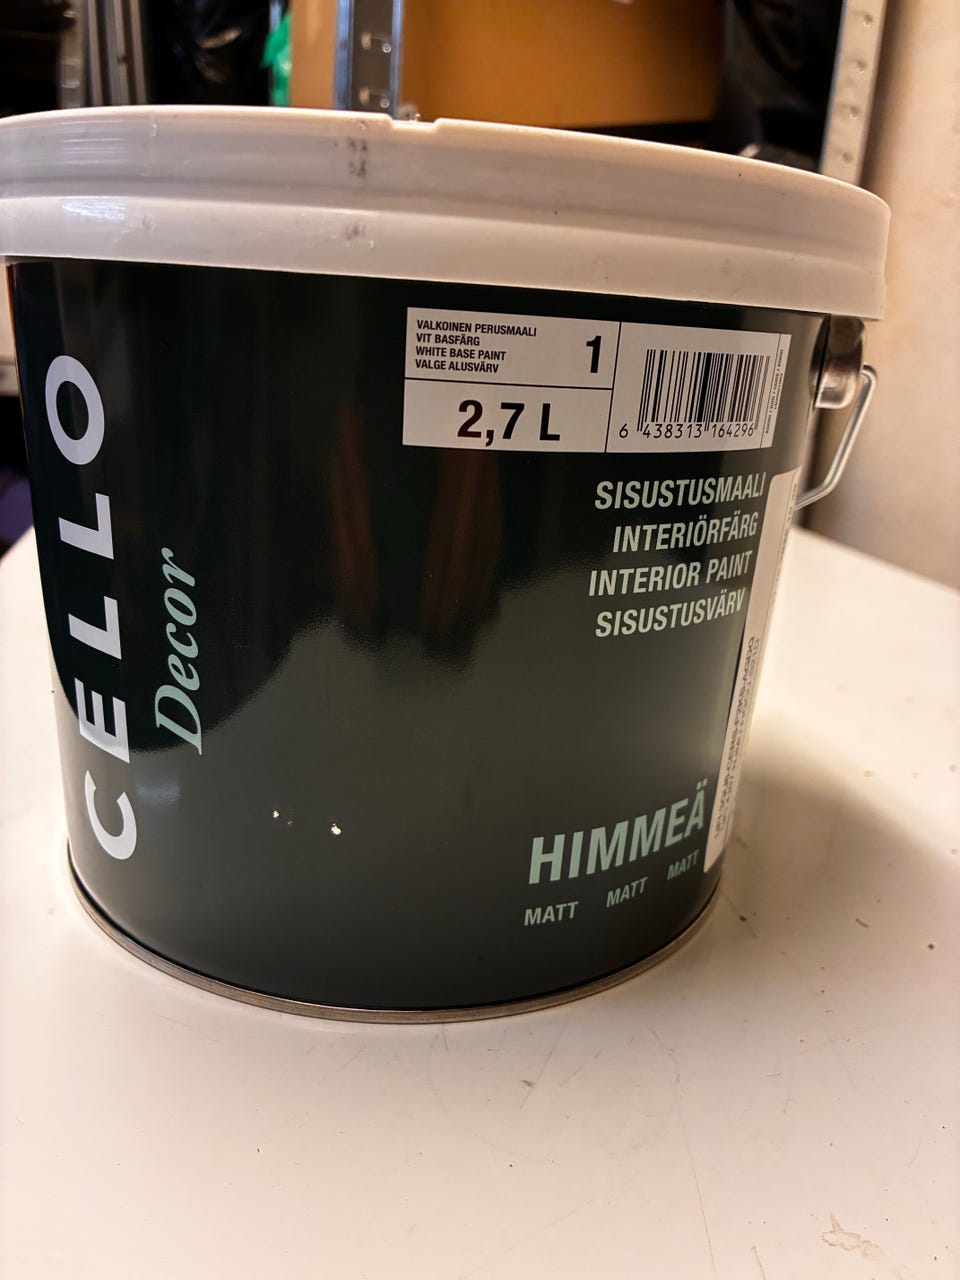 CELLO
Decor
VALKOINEN PERUSMAALI
VIT BASFÄRG
WHITE BASE PAINT
VALGE ALUSVÄRV
1
2,7 L
6 438313 164296
SISUSTUSMAALI
INTERIÖRFÄRG
INTERIOR PAINT
SISUSTUSVÄRV
HIMMEÄ
MATT MATT MATT